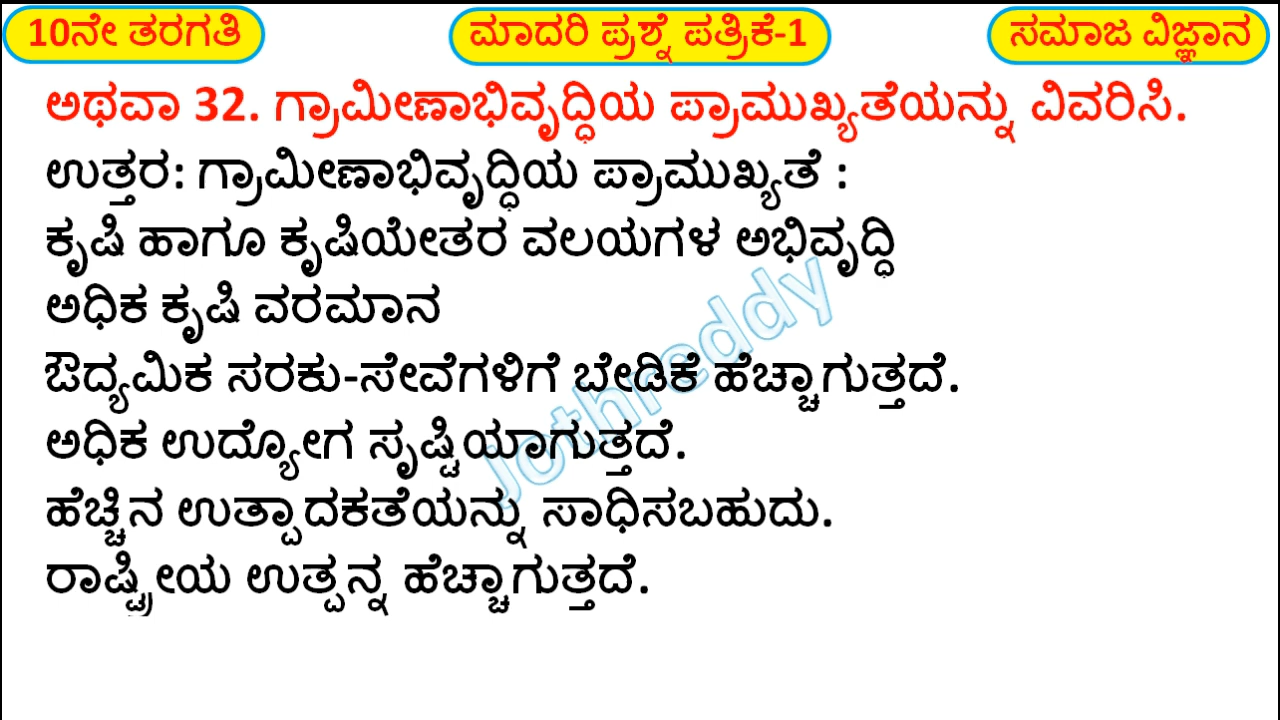 10ನೇ ತರಗತಿ
ಮಾದರಿ ಪ್ರಶ್ನೆ ಪತ್ರಿಕೆ-1
ಸಮಾಜ ವಿಜ್ಞಾನ
ಅಥವಾ 32. ಗ್ರಾಮೀಣಾಭಿವೃದ್ಧಿಯ ಪ್ರಾಮುಖ್ಯತೆಯನ್ನು ವಿವರಿಸಿ.
ಉತ್ತರ: ಗ್ರಾಮೀಣಾಭಿವೃದ್ಧಿಯ ಪ್ರಾಮುಖ್ಯತೆ :
ಕೃಷಿ ಹಾಗೂ ಕೃಷಿಯೇತರ ವಲಯಗಳ ಅಭಿವೃದ್ಧಿ
ಅಧಿಕ ಕೃಷಿ ವರಮಾನ
ಔದ್ಯಮಿಕ ಸರಕು-ಸೇವೆಗಳಿಗೆ ಬೇಡಿಕೆ ಹೆಚ್ಚಾಗುತ್ತದೆ.
ಅಧಿಕ ಉದ್ಯೋಗ ಸೃಷ್ಟಿಯಾಗುತ್ತದೆ.
ಹೆಚ್ಚಿನ ಉತ್ಪಾದಕತೆಯನ್ನು ಸಾಧಿಸಬಹುದು.
ರಾಷ್ಟ್ರೀಯ ಉತ್ಪನ್ನ ಹೆಚ್ಚಾಗುತ್ತದೆ.
Jothreddy